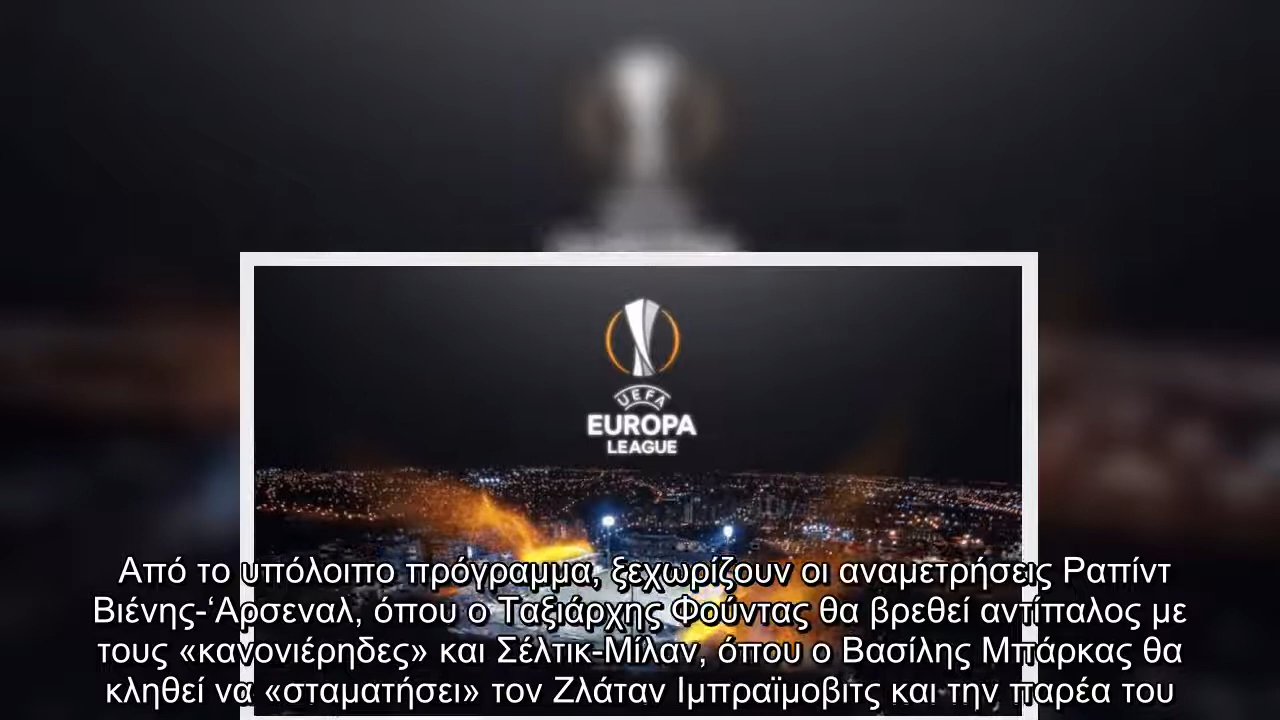 UEFA
EUROPA
LEAGUE
Από το υπόλοιπο πρόγραμμα, ξεχωρίζουν οι αναμετρήσεις Ραπίντ
Βιένης-‘Αρσεναλ, όπου ο Ταξιάρχης Φούντας θα βρεθεί αντίπαλος με
τους «κανονιέρηδες» και Σέλτικ-Μίλαν, όπου ο Βασίλης Μπάρκας θα
κληθεί να «σταματήσει» τον Ζλάταν Ιμπραϊμοβιτς και την παρέα του